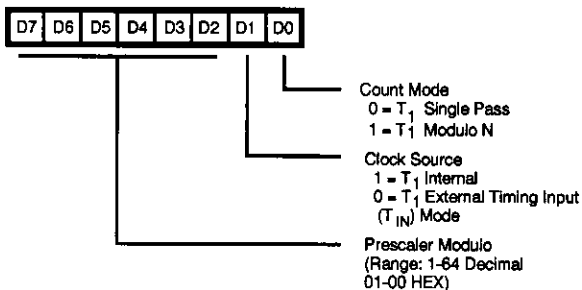 D7 D6 D5 D4 D3 D2 D1 D0
Count Mode
0 = T1 Single Pass
1 = T1 Modulo N
Clock Source
1 = T1 Internal
0 = T1 External Timing Input
(TIN) Mode
Prescaler Modulo
(Range: 1-64 Decimal
01-00 HEX)